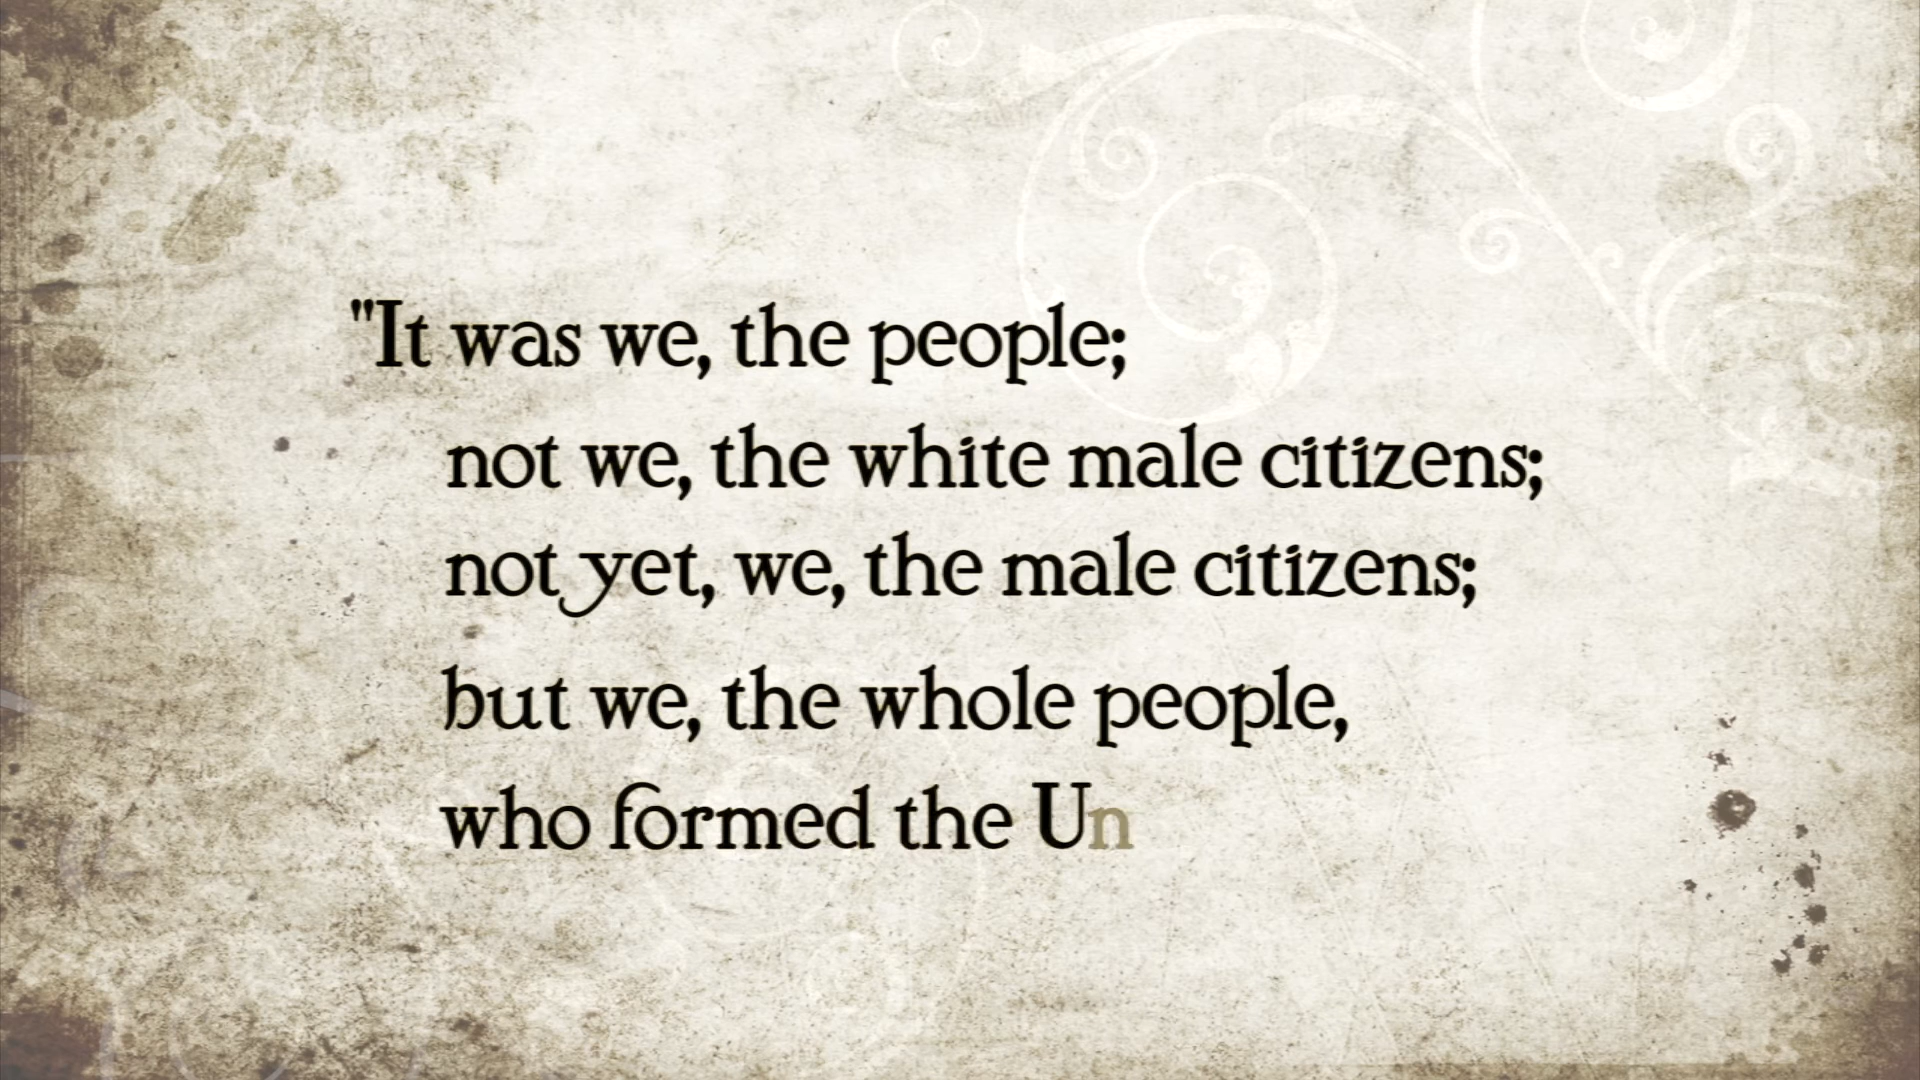 "It was we, the people;
not we, the white male citizens;
not yet, we, the male citizens;
but we, the whole people,
who formed the Un